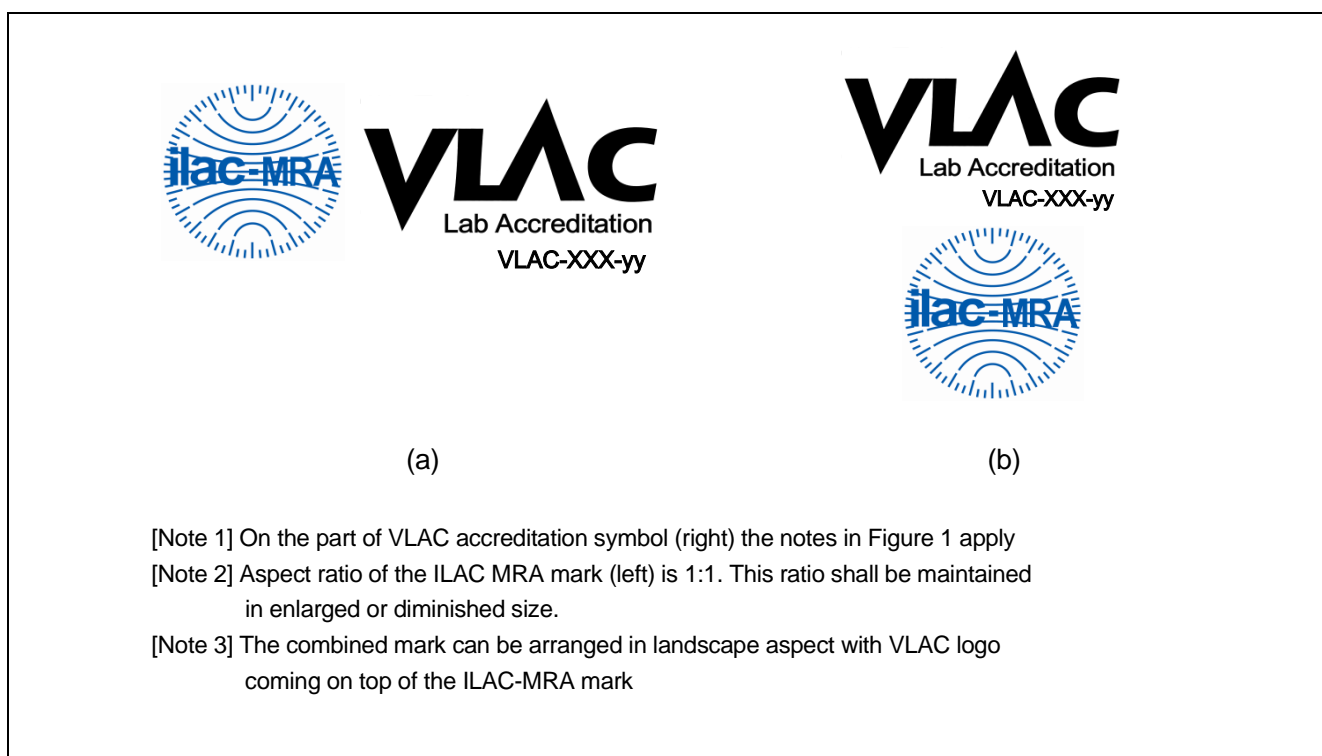 ilac-MRA
VLAC
Lab Accreditation
VLAC-XXX-yy
(a)
VLAC
Lab Accreditation
VLAC-XXX-yy
ilac-MRA
(b)
[Note 1] On the part of VLAC accreditation symbol (right) the notes in Figure 1 apply
[Note 2] Aspect ratio of the ILAC MRA mark (left) is 1:1. This ratio shall be maintained
in enlarged or diminished size.
[Note 3] The combined mark can be arranged in landscape aspect with VLAC logo
coming on top of the ILAC-MRA mark